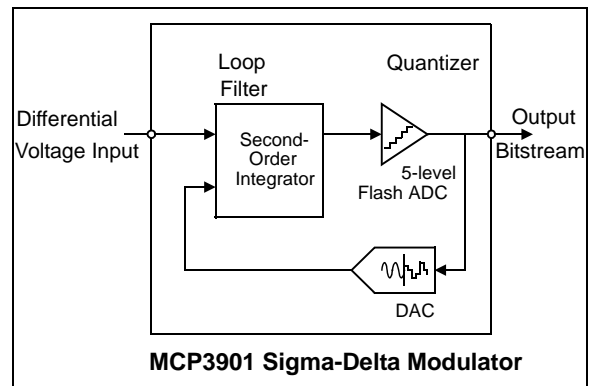 Loop
Filter
Quantizer
Differential
Voltage Input
Second-
Order
Integrator
5-level
Flash ADC
Output
Bitstream
DAC
MCP3901 Sigma-Delta Modulator